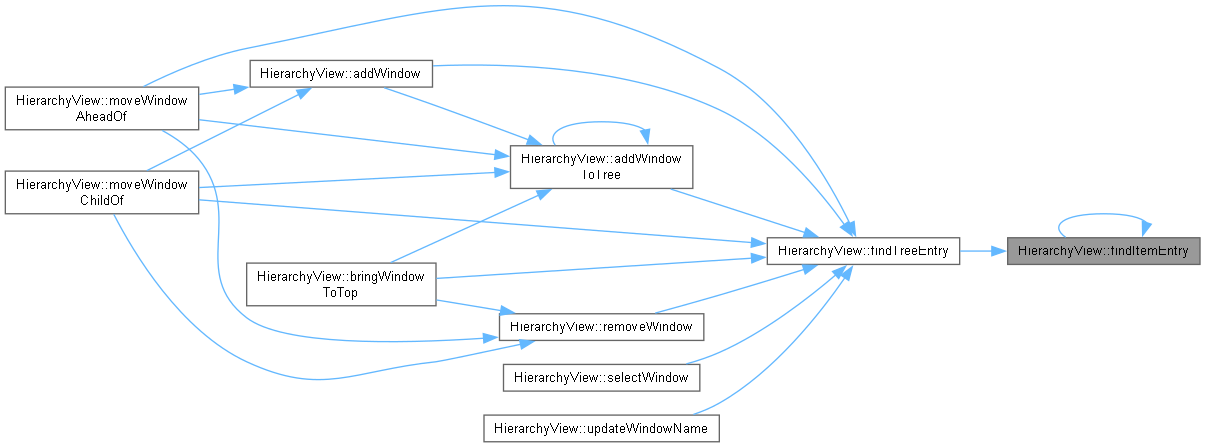 HierarchyView::moveWindow
AheadOf
HierarchyView::addWindow
HierarchyView::addWindow
ToTree
HierarchyView::moveWindow
ChildOf
HierarchyView::findTreeEntry
HierarchyView::findItemEntry
HierarchyView::bringWindow
ToTop
HierarchyView::removeWindow
HierarchyView::selectWindow
HierarchyView::updateWindowName